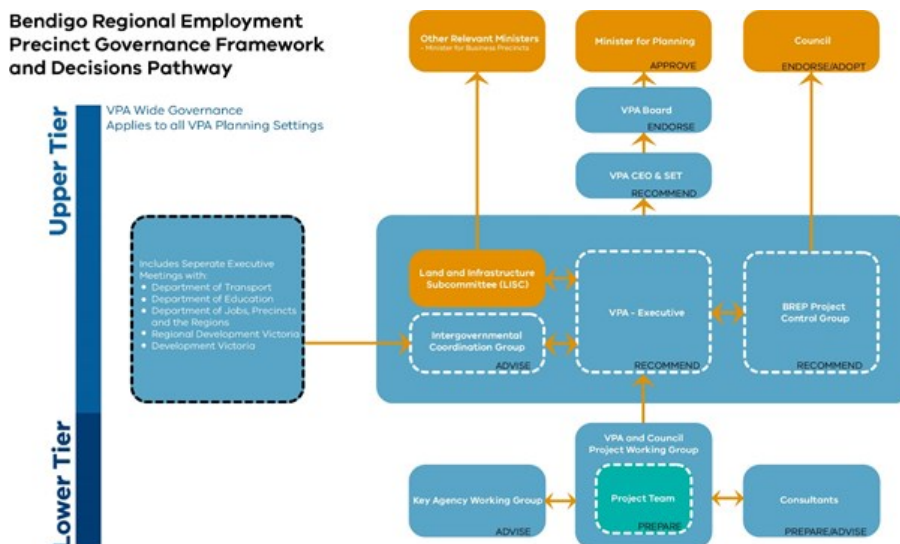 Bendigo Regional Employment
Precinct Governance Framework
and Decisions Pathway
Upper Tier
VPA Wide Governance
Applies to all VPA Planning Settings
Other Relevant Ministers
- Minister for Business Precincts
Minister for Planning
APPROVE
Council
ENDORSE/ADOPT
VPA Board
ENDORSE
VPA CEO & SET
RECOMMEND
Includes Seperate Executive
Meetings with:
• Department of Transport
• Department of Education
• Department of Jobs, Precincts
and the Regions
• Regional Development Victoria
• Development Victoria
Land and Infrastructure
Subcommittee (LISC)
Intergovernmental
Coordination Group
ADVISE
VPA - Executive
RECOMMEND
BREP Project
Control Group
RECOMMEND
Lower Tier
VPA and Council
Project Working Group
Key Agency Working Group
ADVISE
Project Team
PREPARE
Consultants
PREPARE/ADVISE